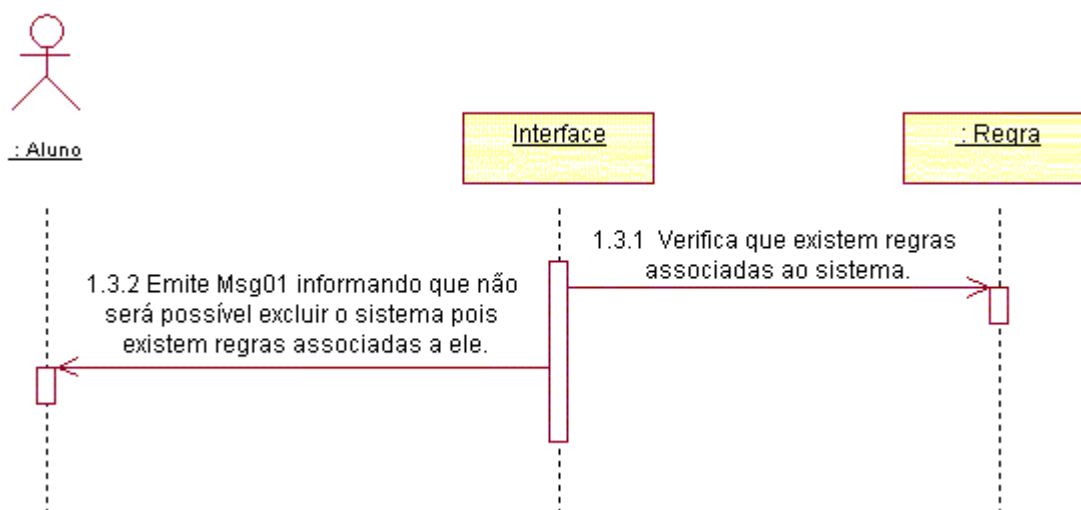 : Aluno
Interface
: Regra
1.3.1 Verifica que existem regras
associadas ao sistema.
1.3.2 Emite Msg01 informando que não
será possível excluir o sistema pois
existem regras associadas a ele.